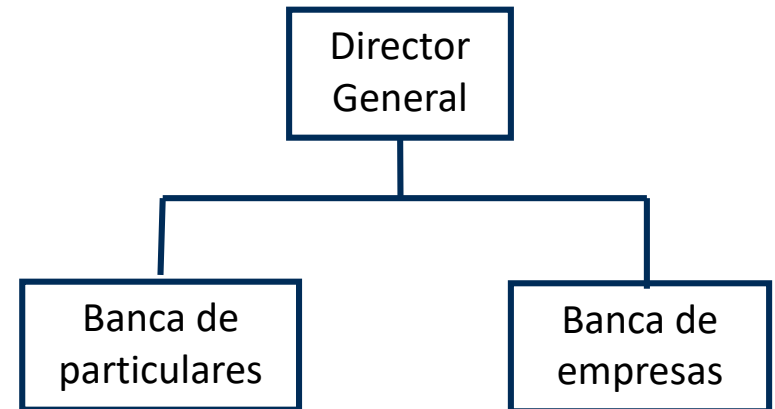 Director
General
Banca de
particulares
Banca de
empresas